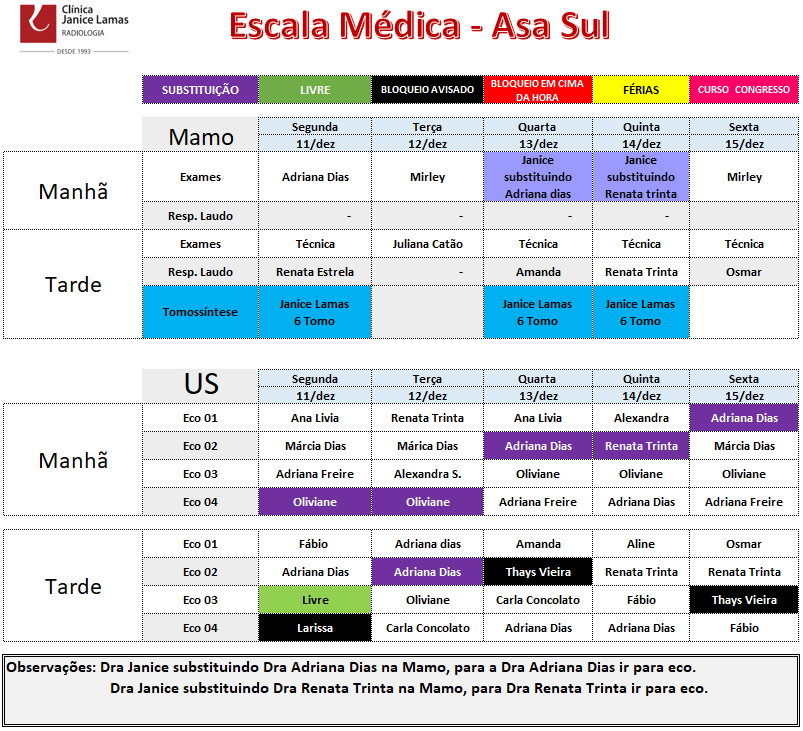 Clínica
Janice Lamas
RADIOLOGIA
DESDE 1993
Escala Médica - Asa Sul
SUBSTITUIÇÃO LIVRE BLOQUEIO AVISADO BLOQUEIO EM CIMA DA HORA FÉRIAS CURSO CONGRESSO
Mamo Segunda Terça Quarta Quinta Sexta
11/dez 12/dez 13/dez 14/dez 15/dez
Manhã
Exames Adriana Dias Mirley Janice substituindo Adriana dias Janice substituindo Renata trinta Mirley
Resp. Laudo - - - -
Tarde
Exames Técnica Juliana Catão Técnica Técnica Técnica
Resp. Laudo Renata Estrela - Amanda Renata Trinta Osmar
Tomossíntese Janice Lamas 6 Tomo Janice Lamas 6 Tomo Janice Lamas 6 Tomo
US Segunda Terça Quarta Quinta Sexta
11/dez 12/dez 13/dez 14/dez 15/dez
Manhã
Eco 01 Ana Livia Renata Trinta Ana Livia Alexandra Adriana Dias
Eco 02 Márcia Dias Márica Dias Adriana Dias Renata Trinta Márcia Dias
Eco 03 Adriana Freire Alexandra S. Oliviane Oliviane Oliviane
Eco 04 Oliviane Oliviane Adriana Freire Adriana Dias Adriana Freire
Tarde
Eco 01 Fábio Adriana dias Amanda Aline Osmar
Eco 02 Adriana Dias Adriana Dias Thays Vieira Renata Trinta Renata Trinta
Eco 03 Livre Oliviane Carla Concolato Fábio Thays Vieira
Eco 04 Larissa Carla Concolato Adriana Dias Adriana Dias Fábio
Observações: Dra Janice substituindo Dra Adriana Dias na Mamo, para a Dra Adriana Dias ir para eco.
Dra Janice substituindo Dra Renata Trinta na Mamo, para Dra Renata Trinta ir para eco.